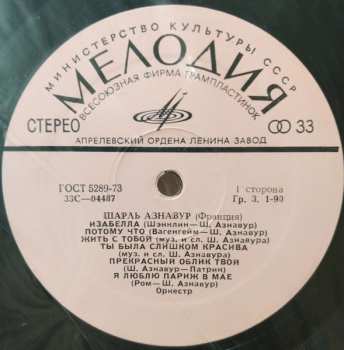 МИНИСТЕРСТВО КУЛЬТУРЫ СССР
МЕЛОДИЯ
ВСЕСОЮЗНАЯ ФИРМА ГРАМПЛАСТИНОК
СТЕРЕО
33
АПРЕЛЕВСКИЙ ОРДЕНА ЛЕНИНА ЗАВОД
ГОСТ 5289-73
1 сторона
33С—04487
Гр. 3. 1-90
ШАРЛЬ АЗНАВУР (Франция)
ИЗАБЕЛЛА (Шэнклин—Ш. Азнавур)
ПОТОМУ ЧТО (Вагенгейм—Ш. Азнавур)
ЖИТЬ С ТОБОЙ (муз. и сл. Ш. Азнавура)
ТЫ БЫЛА СЛИШКОМ КРАСИВА
(муз. и сл. Ш. Азнавура)
ПРЕКРАСНЫЙ ОБЛИК ТВОЙ
(Ш. Азнавур—Патрик)
Я ЛЮБЛЮ ПАРИЖ В МАЕ
(Ром—Ш. Азнавур)
Оркестр